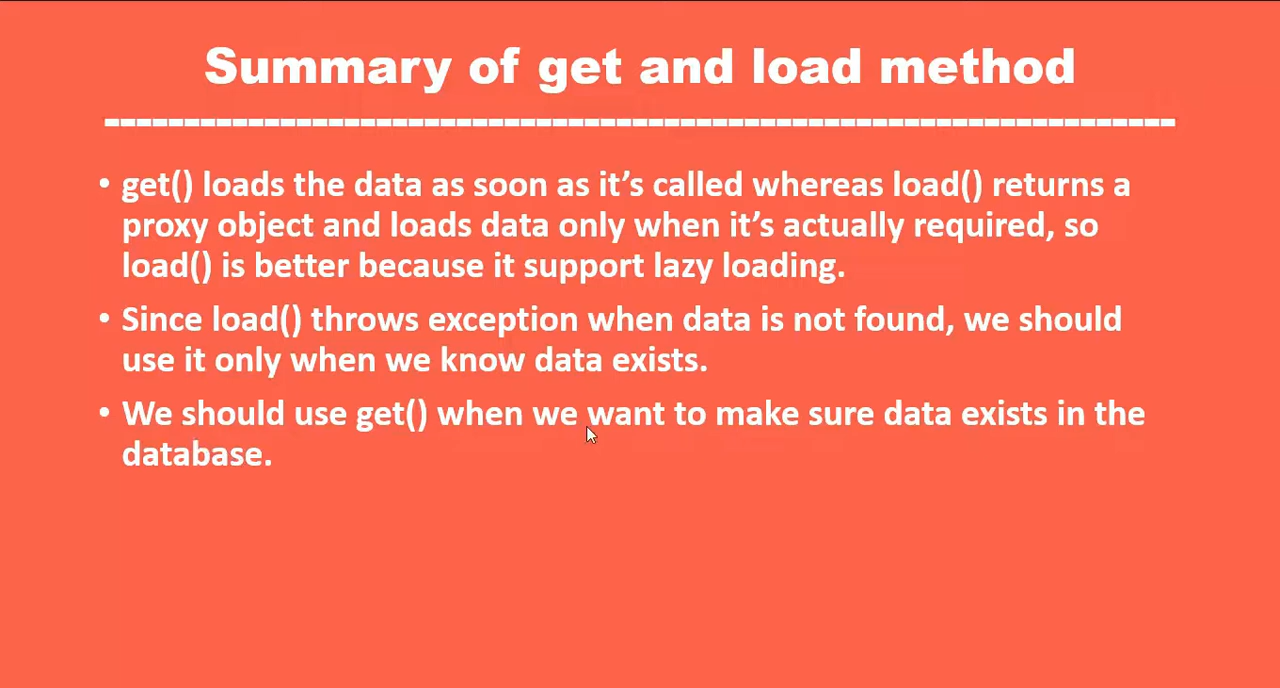 Summary of get and load method
• get() loads the data as soon as it’s called whereas load() returns a
proxy object and loads data only when it’s actually required, so
load() is better because it support lazy loading.
• Since load() throws exception when data is not found, we should
use it only when we know data exists.
• We should use get() when we want to make sure data exists in the
database.